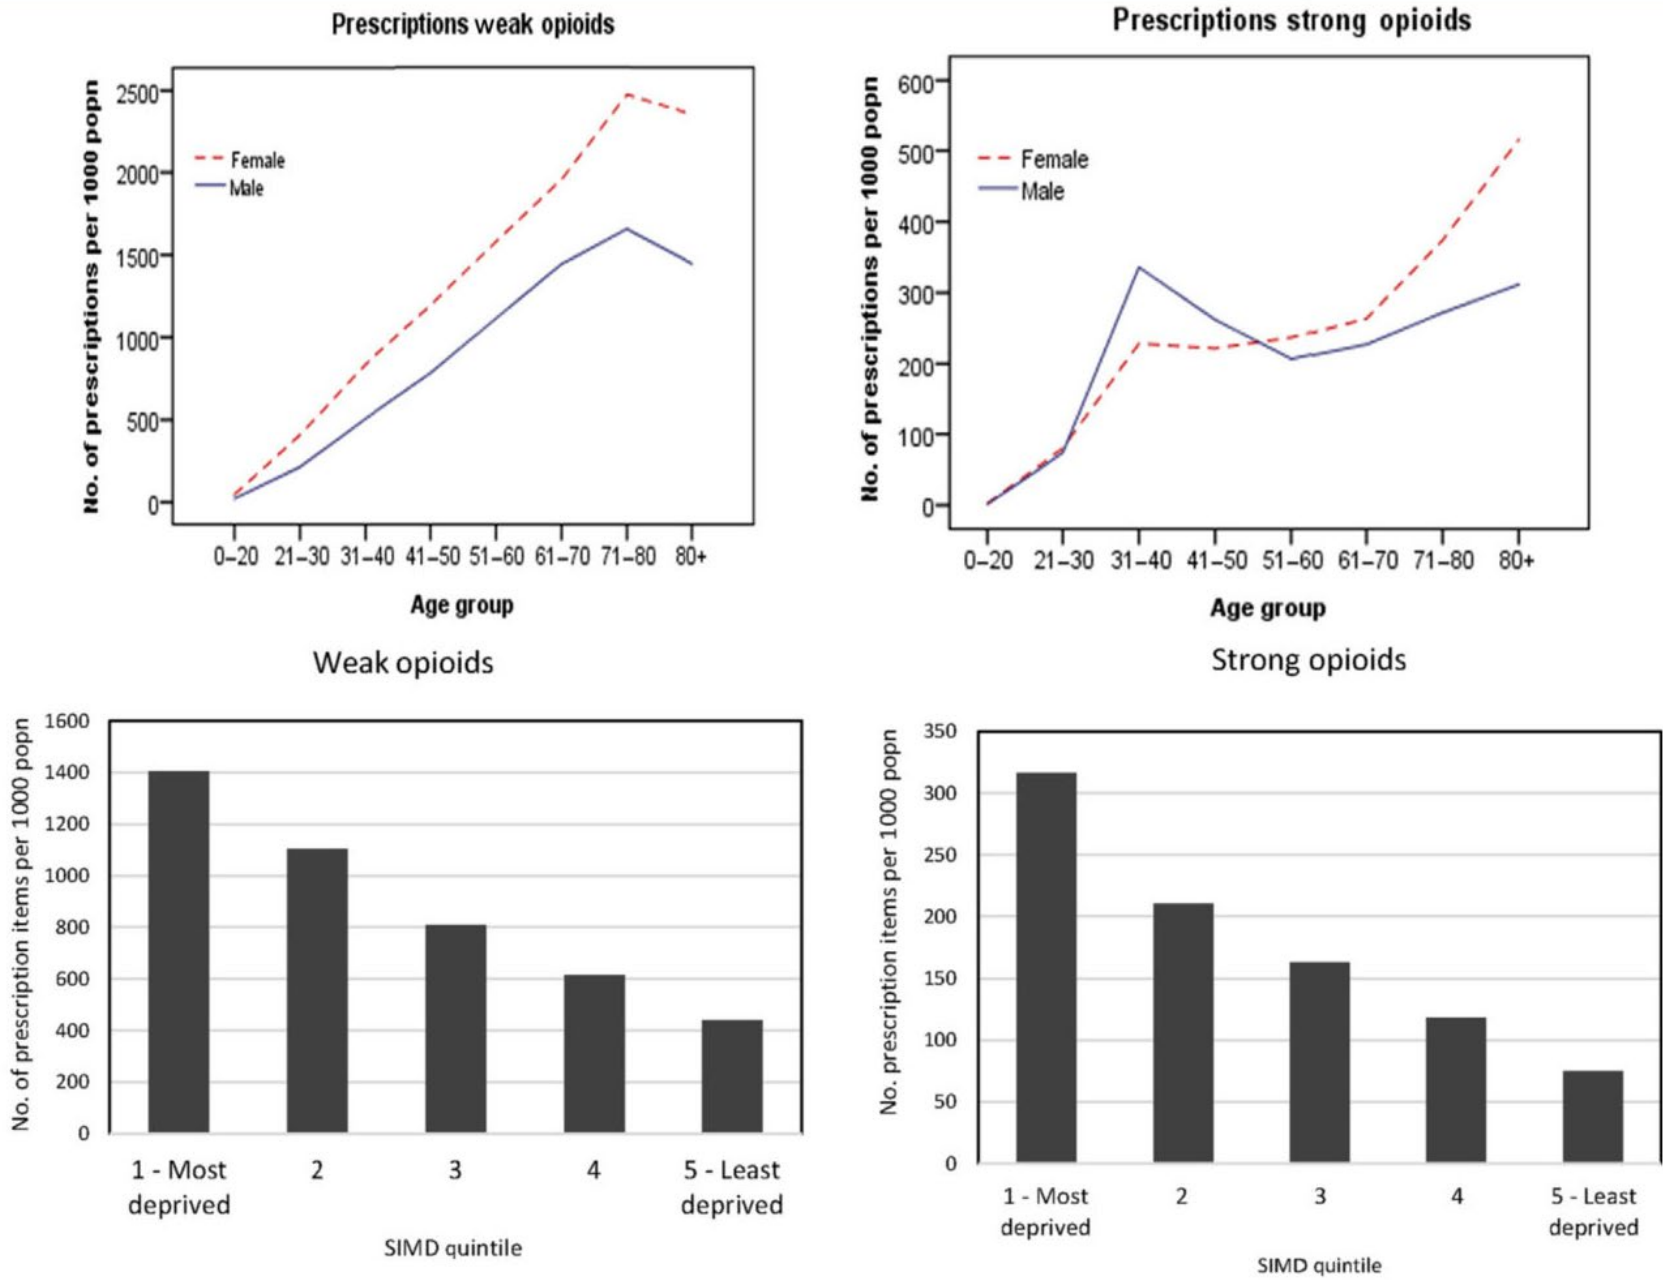 Prescriptions weak opioids
No. of prescriptions per 1000 popn
2500
2000
1500
1000
500
0
Female
Male
0–20 21–30 31–40 41–50 51–60 61–70 71–80 80+
Age group
Prescriptions strong opioids
No. of prescriptions per 1000 popn
600
500
400
300
200
100
0
Female
Male
0–20 21–30 31–40 41–50 51–60 61–70 71–80 80+
Age group
Weak opioids
No. of prescription items per 1000 popn
1600
1400
1200
1000
800
600
400
200
0
1 - Most 2 3 4 5 - Least
deprived deprived
SIMD quintile
Strong opioids
No. prescription items per 1000 popn
350
300
250
200
150
100
50
0
1 - Most 2 3 4 5 - Least
deprived deprived
SIMD quintile